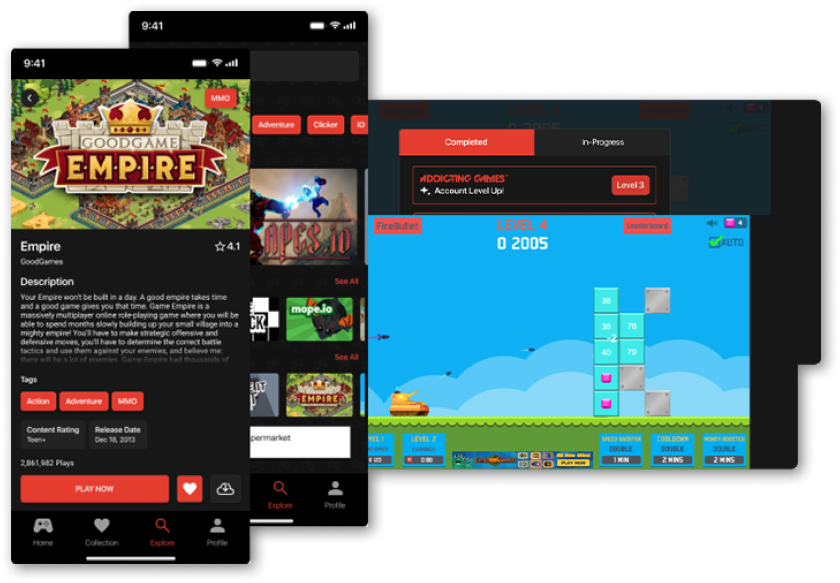 9:41
MMO
GOODGAME
EMPIRE
Empire
4.1
GoodGames
Description
Your Empire won't be built in a day. A good empire takes time
and a good game gives you that time. Game Empire is a
massively multiplayer online role-playing game where you will be
able to spend months slowly building up your small village into a
mighty empire! You'll have to make strategic offensive and
defensive moves, you'll have to determine the correct battle
tactics and use them against your enemies, and believe me:
there will be a lot of enemies. Game Empire had thousands of
Tags
Action Adventure MMO
Content Rating
Teen+
Release Date
Dec 18, 2013
2,861,982 Plays
PLAY NOW
Home Collection Explore Profile
9:41
Adventure Clicker IO
APES.io
See All
mope.io
See All
EMPIRE
permarket
Explore Profile
Completed In-Progress
ADDICTING GAMES
Account Level Up!
Level 3
FireBullet
LEVEL 4
0 2005
Leaderboard
4
AUTO
38
38 78
-2
40 79
LEVEL 2
SPEED BOOSTER
DOUBLE
1 MIN
COOLDOWN
DOUBLE
2 MINS
MONEY BOOSTER
DOUBLE
2 MINS
PLAY NOW